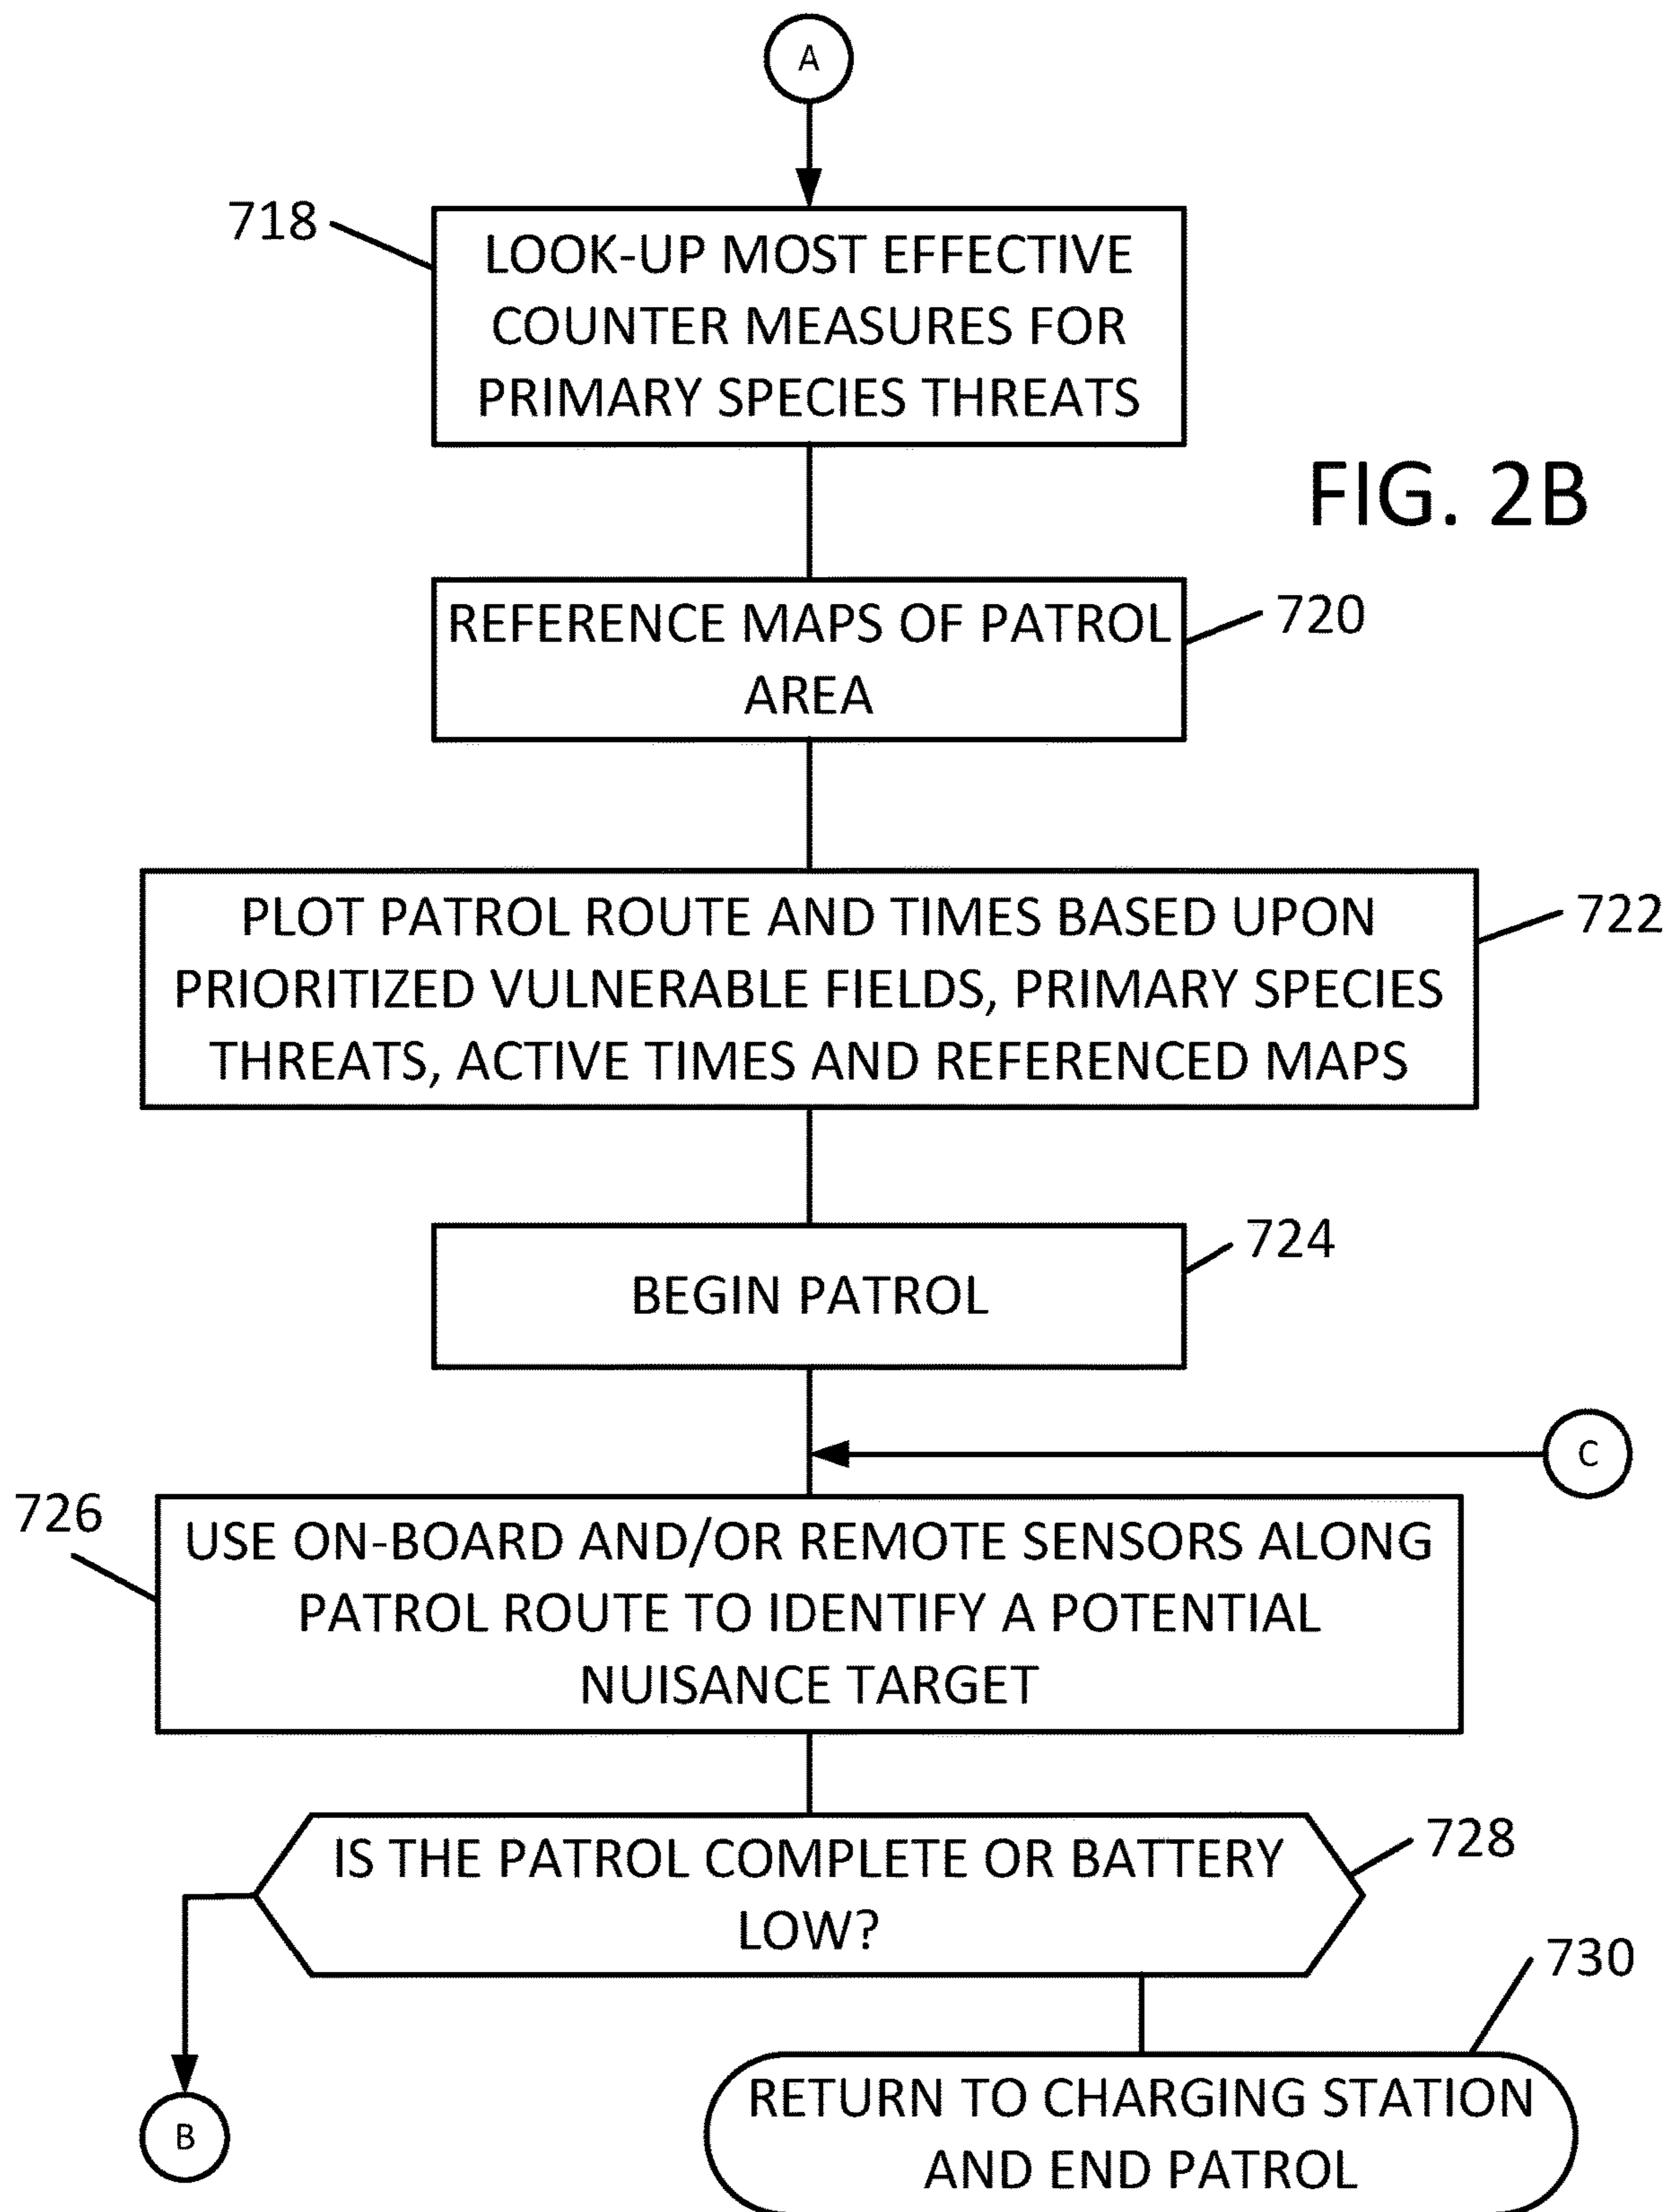 A
718
LOOK-UP MOST EFFECTIVE
COUNTER MEASURES FOR
PRIMARY SPECIES THREATS
FIG. 2B
REFERENCE MAPS OF PATROL
AREA
720
PLOT PATROL ROUTE AND TIMES BASED UPON
PRIORITIZED VULNERABLE FIELDS, PRIMARY SPECIES
THREATS, ACTIVE TIMES AND REFERENCED MAPS
722
BEGIN PATROL
724
C
726
USE ON-BOARD AND/OR REMOTE SENSORS ALONG
PATROL ROUTE TO IDENTIFY A POTENTIAL
NUISANCE TARGET
IS THE PATROL COMPLETE OR BATTERY
LOW?
728
730
RETURN TO CHARGING STATION
AND END PATROL
B